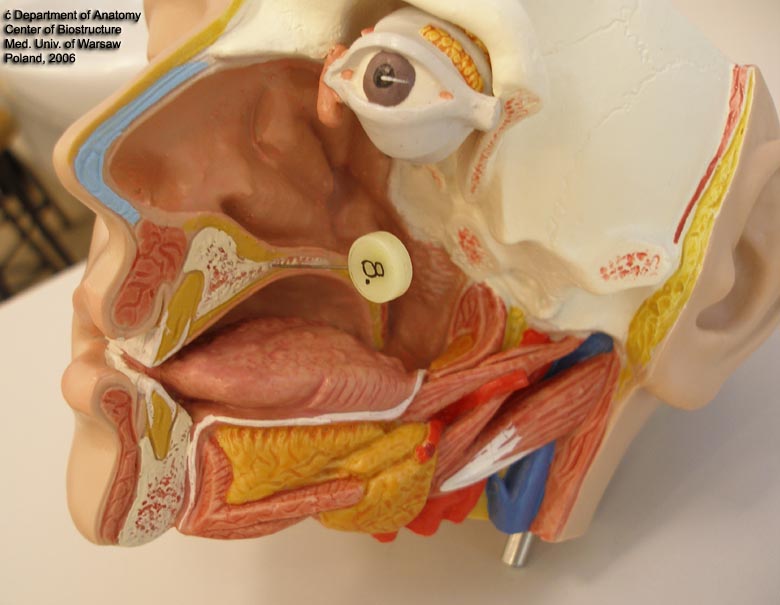 č Department of Anatomy
Center of Biostructure
Med. Univ. of Warsaw
Poland, 2006
8.